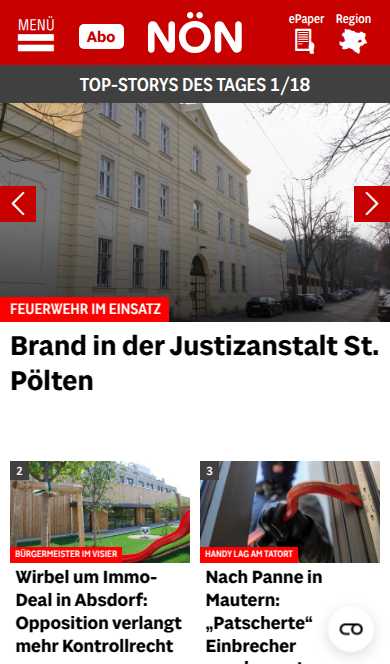 MENÜ
Abo
NÖN
ePaper
Region
TOP-STORYS DES TAGES 1/18
FEUERWEHR IM EINSATZ
Brand in der Justizanstalt St.
Pölten
2
BÜRGERMEISTER IM VISIER
Wirbel um Immo-
Deal in Absdorf:
Opposition verlangt
mehr Kontrollrecht
3
HANDY LAG AM TATORT
Nach Panne in
Mautern:
„Patscherte“
Einbrecher